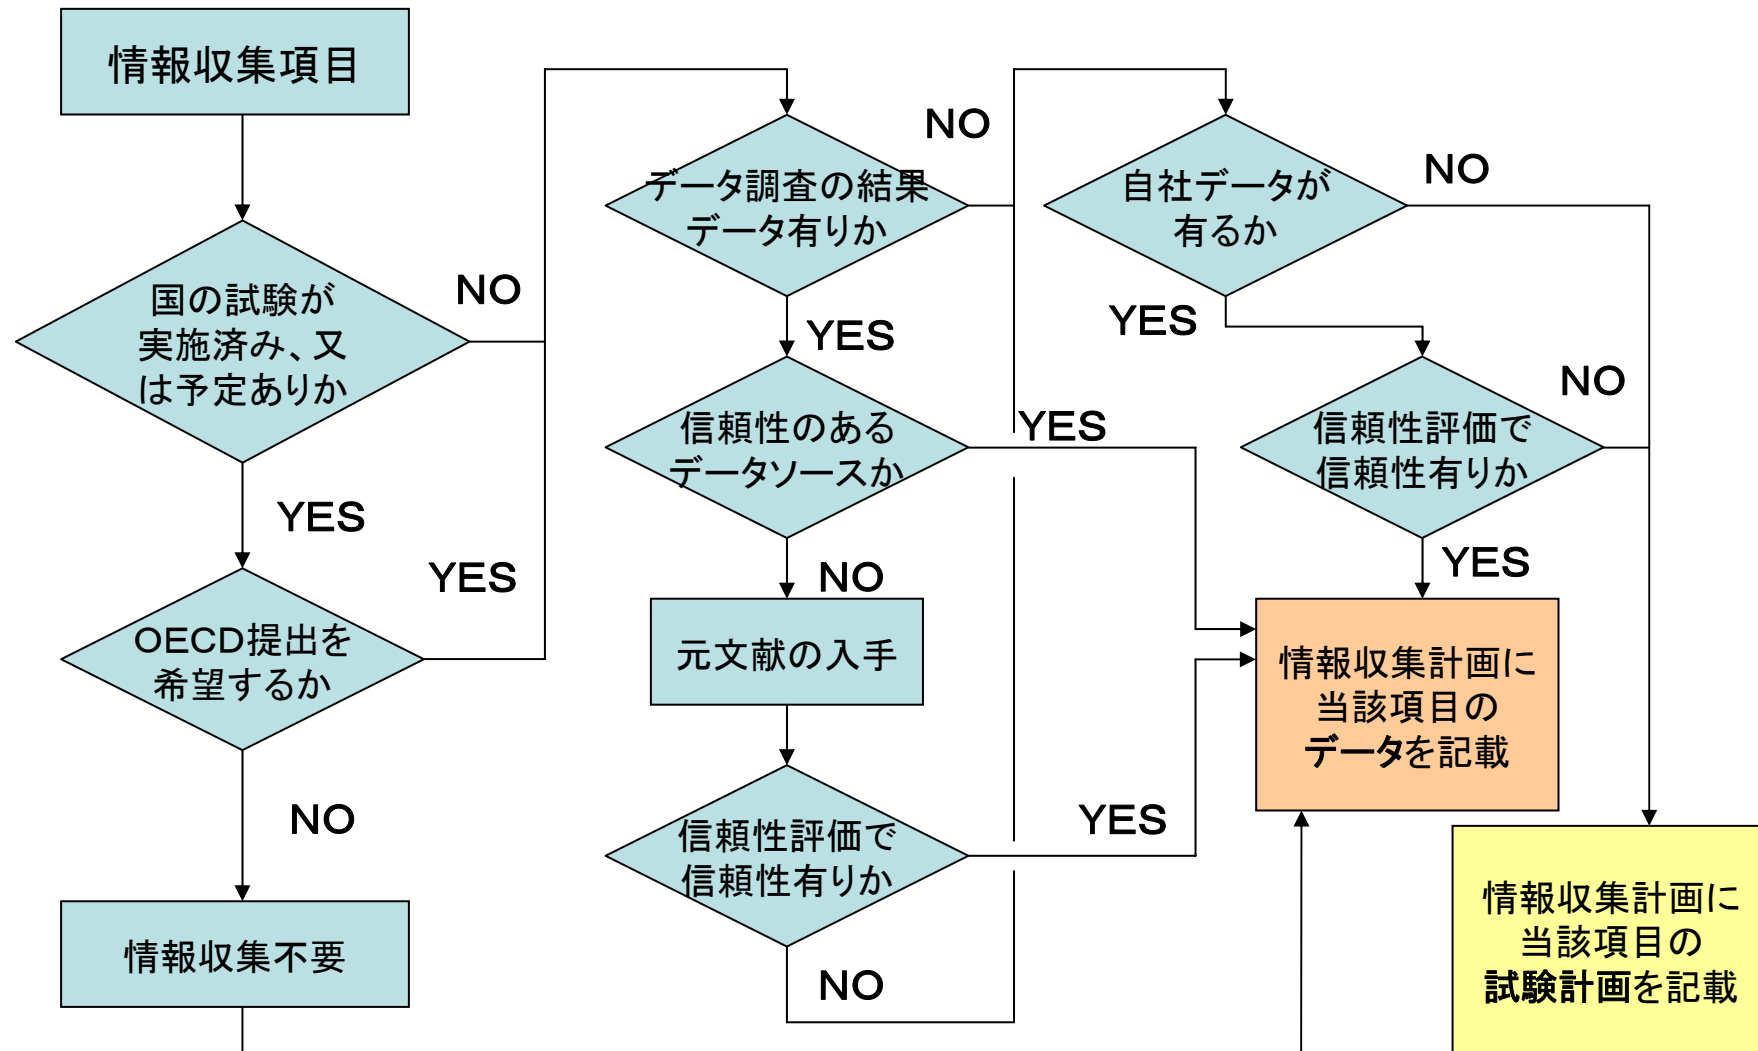 情報収集項目
国の試験が
実施済み、又
は予定ありか
NO
YES
OECD提出を
希望するか
YES
NO
情報収集不要
データ調査の結果
データ有りか
NO
YES
信頼性のある
データソースか
YES
NO
元文献の入手
信頼性評価で
信頼性有りか
YES
NO
自社データが
有るか
NO
YES
信頼性評価で
信頼性有りか
NO
YES
情報収集計画に
当該項目の
データを記載
情報収集計画に
当該項目の
試験計画を記載